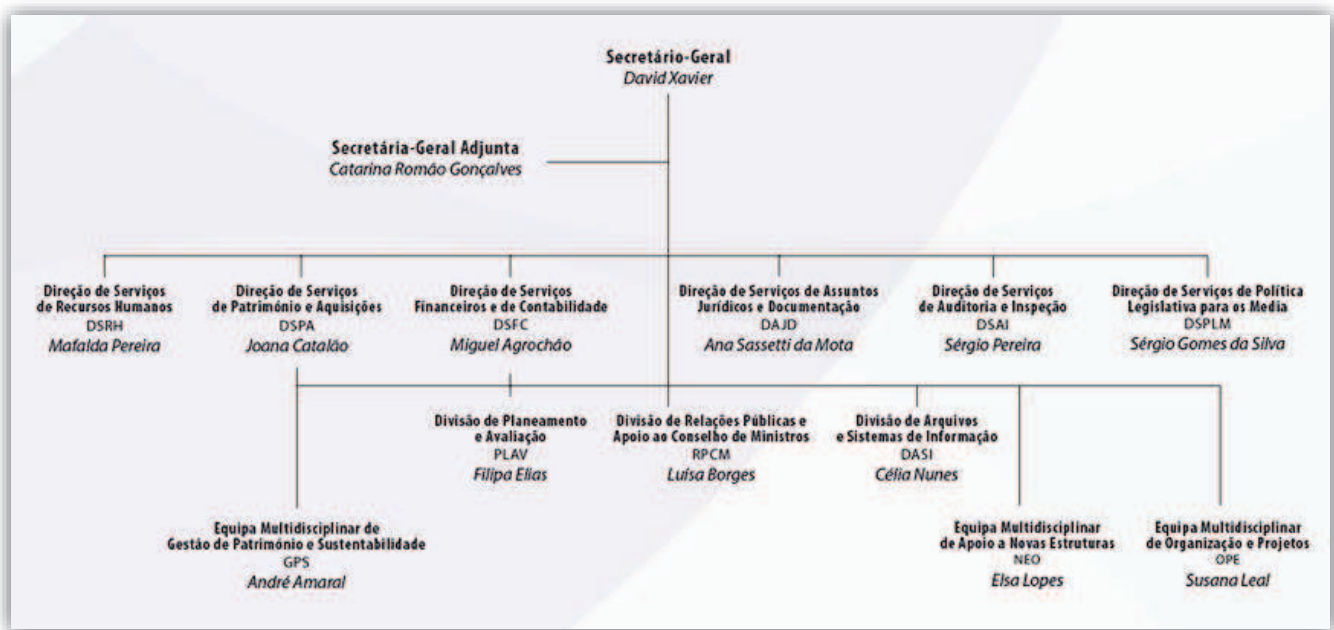 Secretário-Geral
David Xavier
Secretária-Geral Adjunta
Catarina Romão Gonçalves
Direção de Serviços
de Recursos Humanos
DSRH
Mafalda Pereira
Direção de Serviços
de Património e Aquisições
DSPA
Joana Catalão
Direção de Serviços
Financeiros e de Contabilidade
DSFC
Miguel Agrochão
Direção de Serviços de Assuntos
Jurídicos e Documentação
DAJD
Ana Sassetti da Mota
Direção de Serviços
de Auditoria e Inspeção
DSAI
Sérgio Pereira
Direção de Serviços de Política
Legislativa para os Media
DSPLM
Sérgio Gomes da Silva
Divisão de Planeamento
e Avaliação
PLAV
Filipa Elias
Divisão de Relações Públicas e
Apoio ao Conselho de Ministros
RPCM
Luísa Borges
Divisão de Arquivos
e Sistemas de Informação
DASI
Célia Nunes
Equipa Multidisciplinar de
Gestão de Património e Sustentabilidade
GPS
André Amaral
Equipa Multidisciplinar
de Apoio a Novas Estruturas
NEO
Elsa Lopes
Equipa Multidisciplinar
de Organização e Projetos
OPE
Susana Leal